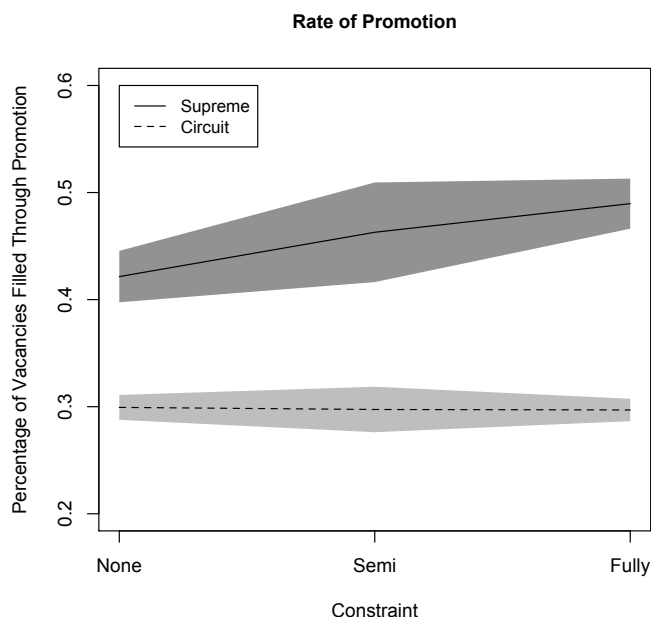 Rate of Promotion
Percentage of Vacancies Filled Through Promotion
0.6
0.5
0.4
0.3
0.2
Supreme
Circuit
None Semi Fully
Constraint